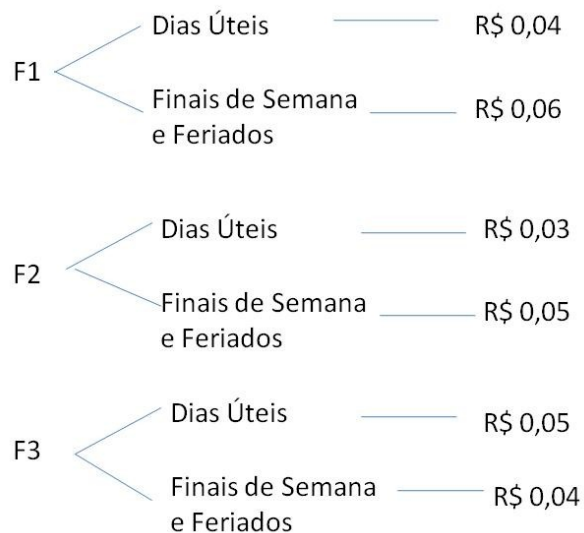 Dias Úteis R$ 0,04
F1
Finais de Semana R$ 0,06
e Feriados
Dias Úteis R$ 0,03
F2
Finais de Semana R$ 0,05
e Feriados
Dias Úteis R$ 0,05
F3
Finais de Semana R$ 0,04
e Feriados